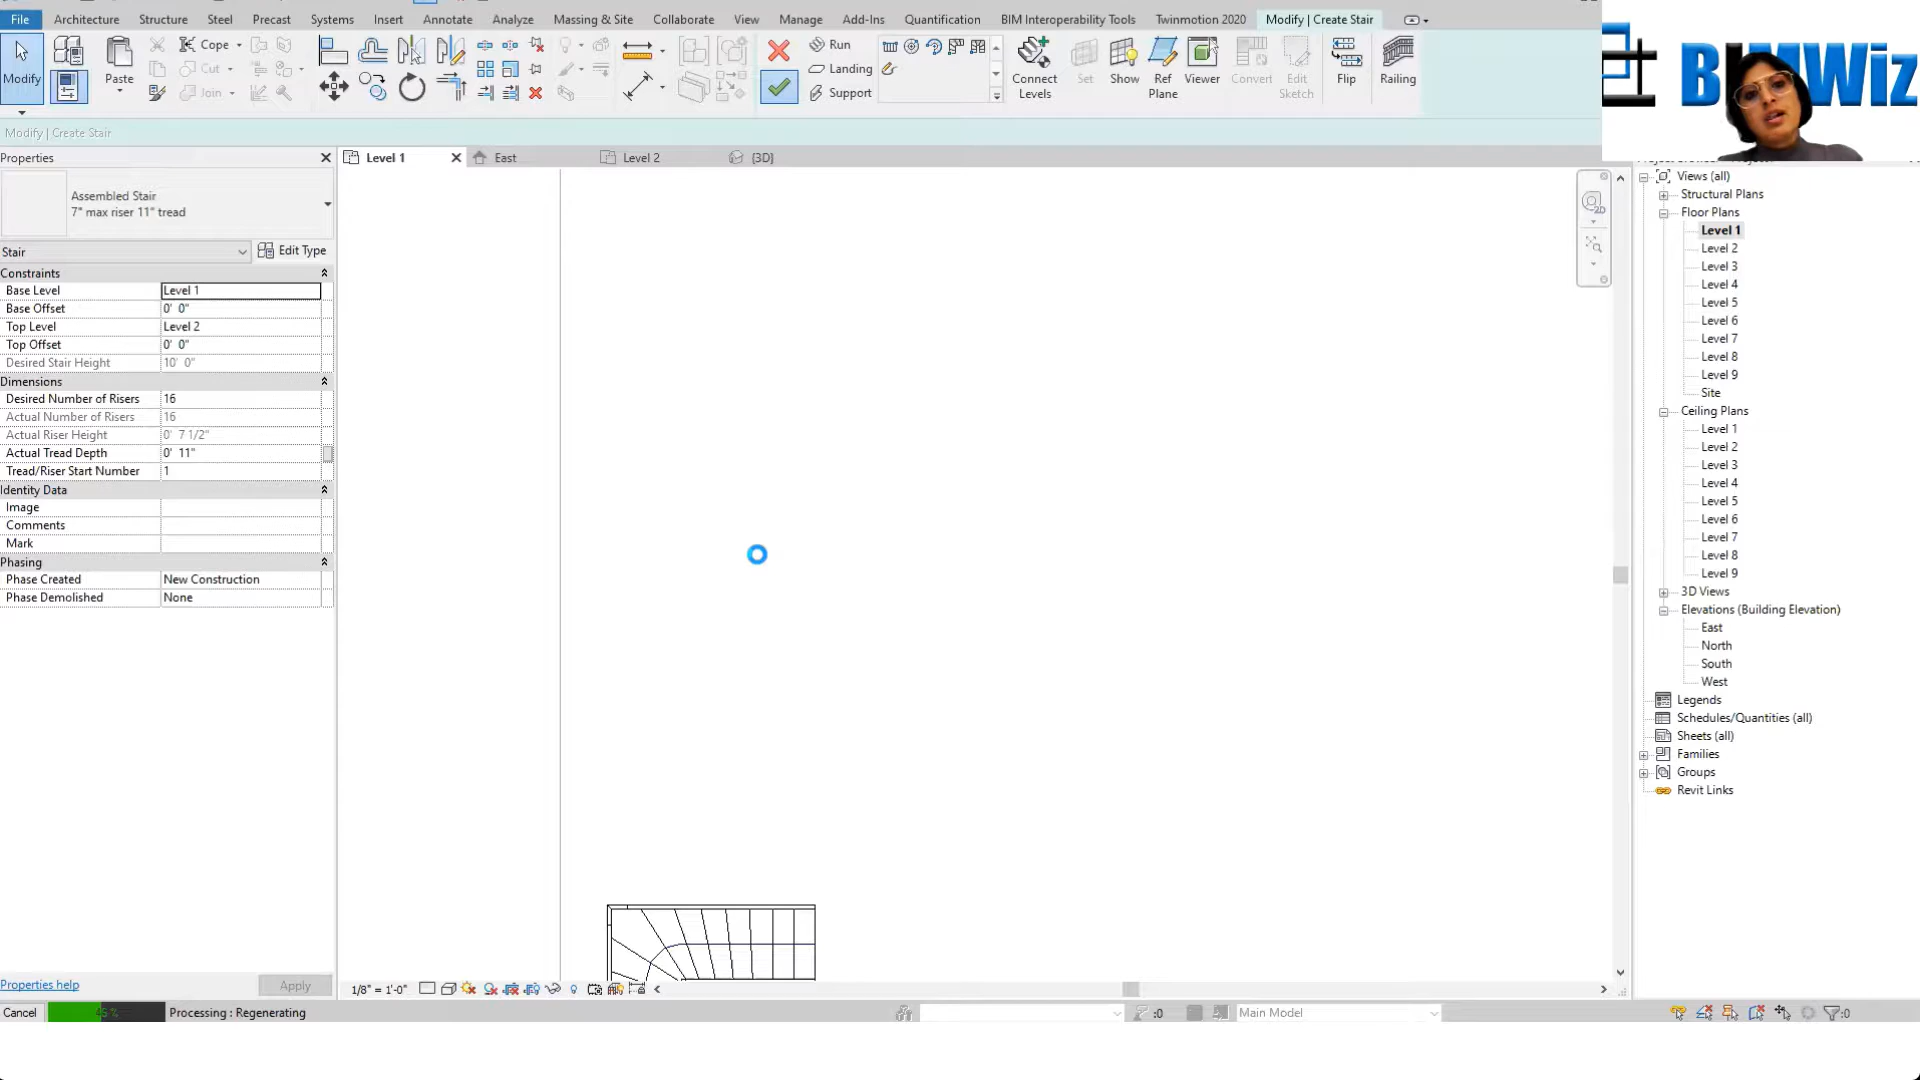 File Architecture Structure Steel Precast Systems Insert Annotate Analyze Massing & Site Collaborate View Manage Add-Ins Quantification BIM Interoperability Tools Twinmotion 2020 Modify | Create Stair
Modify Paste Cope Cut Join Run Landing Support Connect Levels Set Show Ref Plane Viewer Convert Edit Sketch Flip Railing
Modify | Create Stair
Properties
Level 1 East Level 2 {3D}
Assembled Stair
7" max riser 11" tread
Stair Edit Type
Constraints
Base Level Level 1
Base Offset 0' 0"
Top Level Level 2
Top Offset 0' 0"
Desired Stair Height 10' 0"
Dimensions
Desired Number of Risers 16
Actual Number of Risers 16
Actual Riser Height 0' 7 1/2"
Actual Tread Depth 0' 11"
Tread/Riser Start Number 1
Identity Data
Image
Comments
Mark
Phasing
Phase Created New Construction
Phase Demolished None
Properties help Apply
1/8" = 1'-0"
Cancel 45 % Processing : Regenerating :0 Main Model :0
2D
Views (all)
Structural Plans
Floor Plans
Level 1
Level 2
Level 3
Level 4
Level 5
Level 6
Level 7
Level 8
Level 9
Site
Ceiling Plans
Level 1
Level 2
Level 3
Level 4
Level 5
Level 6
Level 7
Level 8
Level 9
3D Views
Elevations (Building Elevation)
East
North
South
West
Legends
Schedules/Quantities (all)
Sheets (all)
Families
Groups
Revit Links